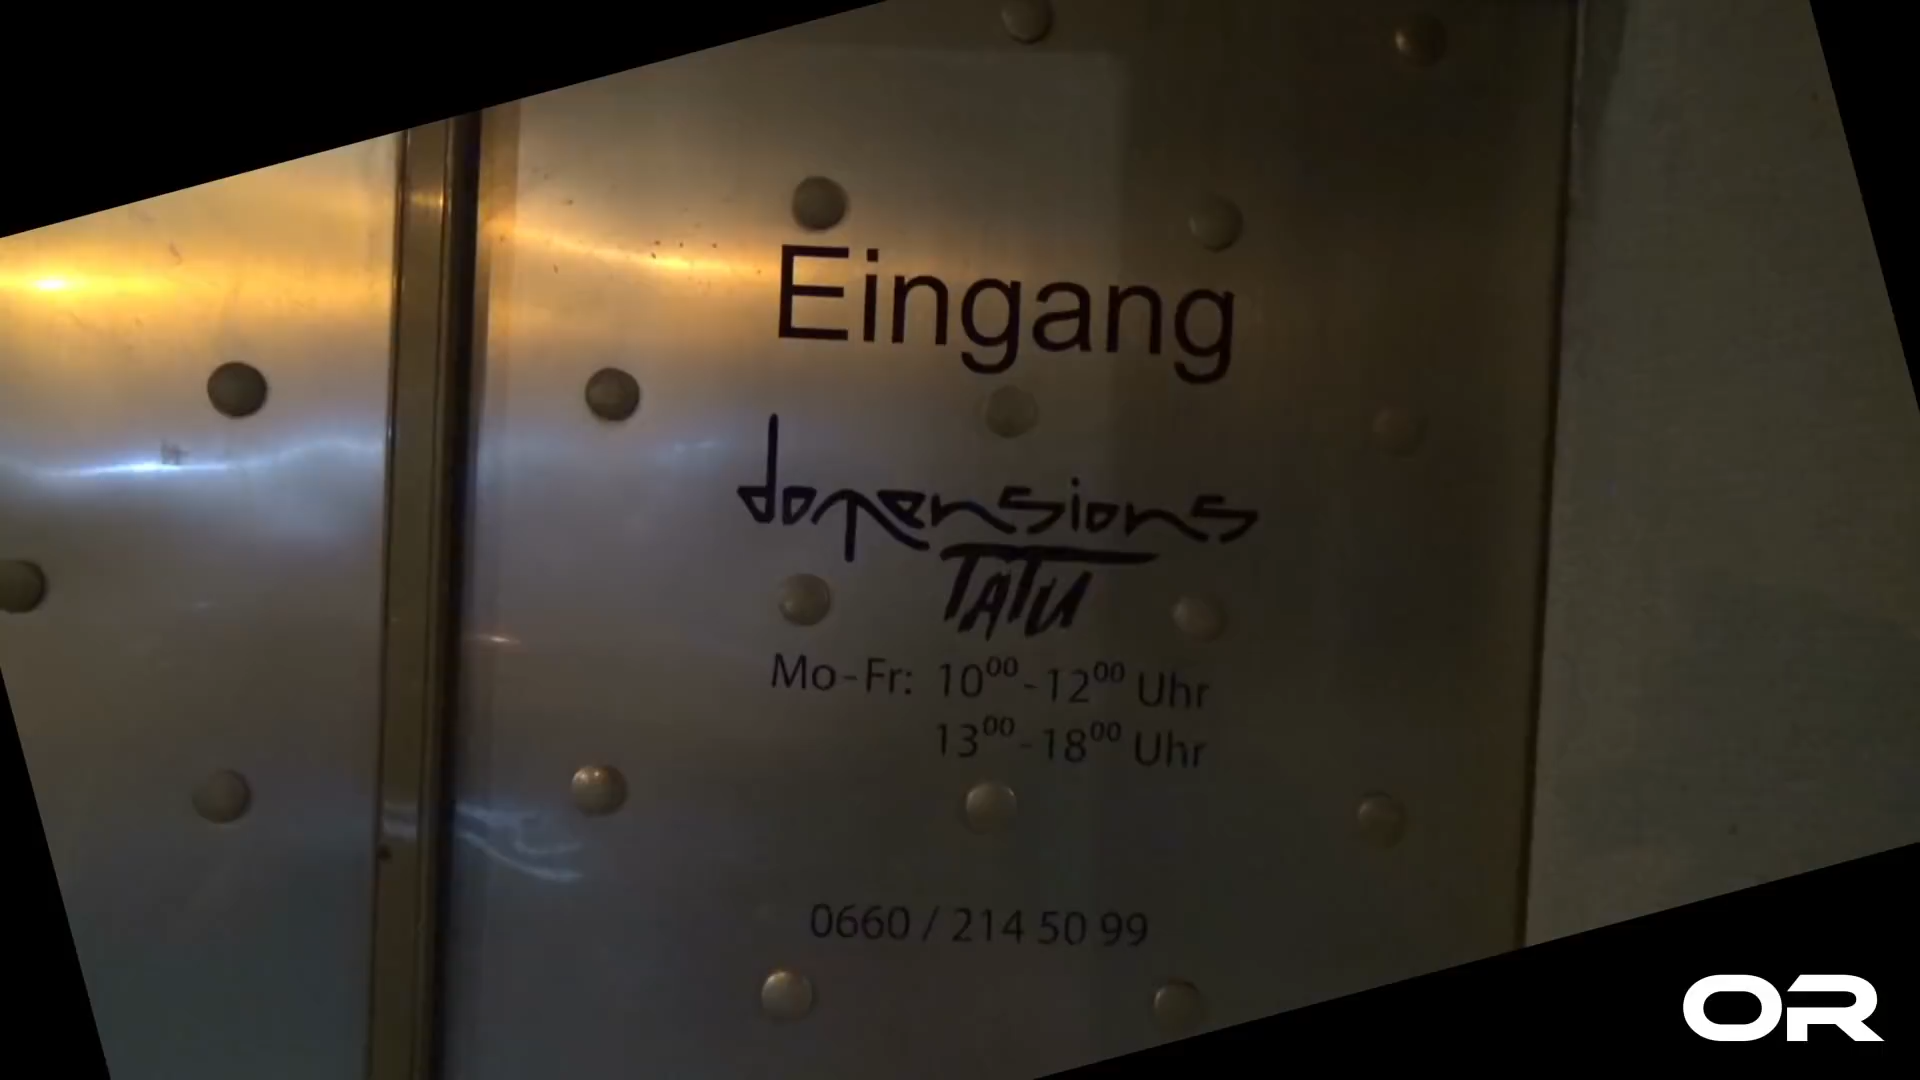 Eingang
dopensions
TATU
Mo-Fr: 10⁰⁰-12⁰⁰ Uhr
13⁰⁰-18⁰⁰ Uhr
0660 / 214 50 99
OR